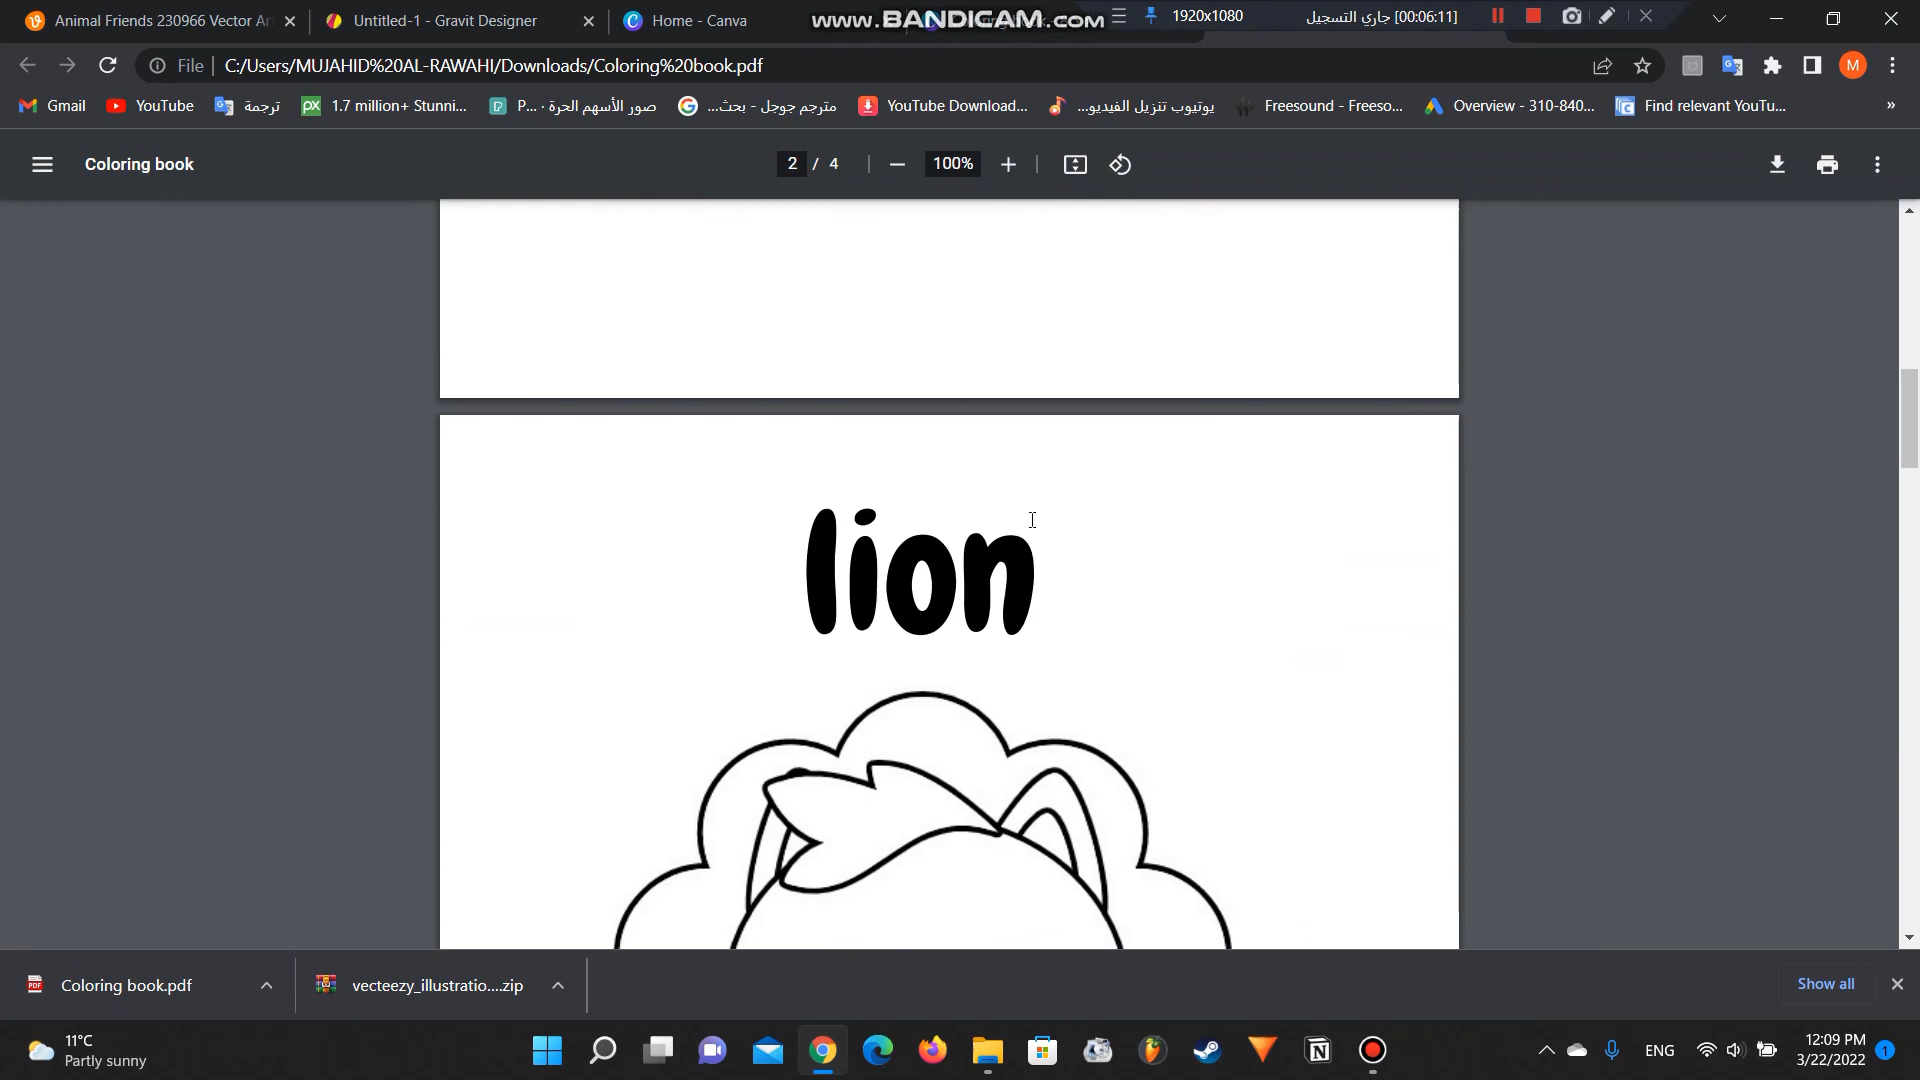 Animal Friends 230966 Vector Ar
Untitled-1 - Gravit Designer
Home - Canva
www.BANDICAM.com
1920x1080
[00:06:11] جاري التسجيل
File
C:/Users/MUJAHID%20AL-RAWAHI/Downloads/Coloring%20book.pdf
M
Gmail
YouTube
ترجمة
1.7 million+ Stunni...
صور الأسهم الحرة · P...
مترجم جوجل - بحث...
YouTube Download...
يوتيوب تنزيل الفيديو...
Freesound - Freeso...
Overview - 310-840...
Find relevant YouTu...
»
Coloring book
2 / 4
100%
lion
Coloring book.pdf
vecteezy_illustratio....zip
Show all
11°C
Partly sunny
ENG
12:09 PM
3/22/2022
1